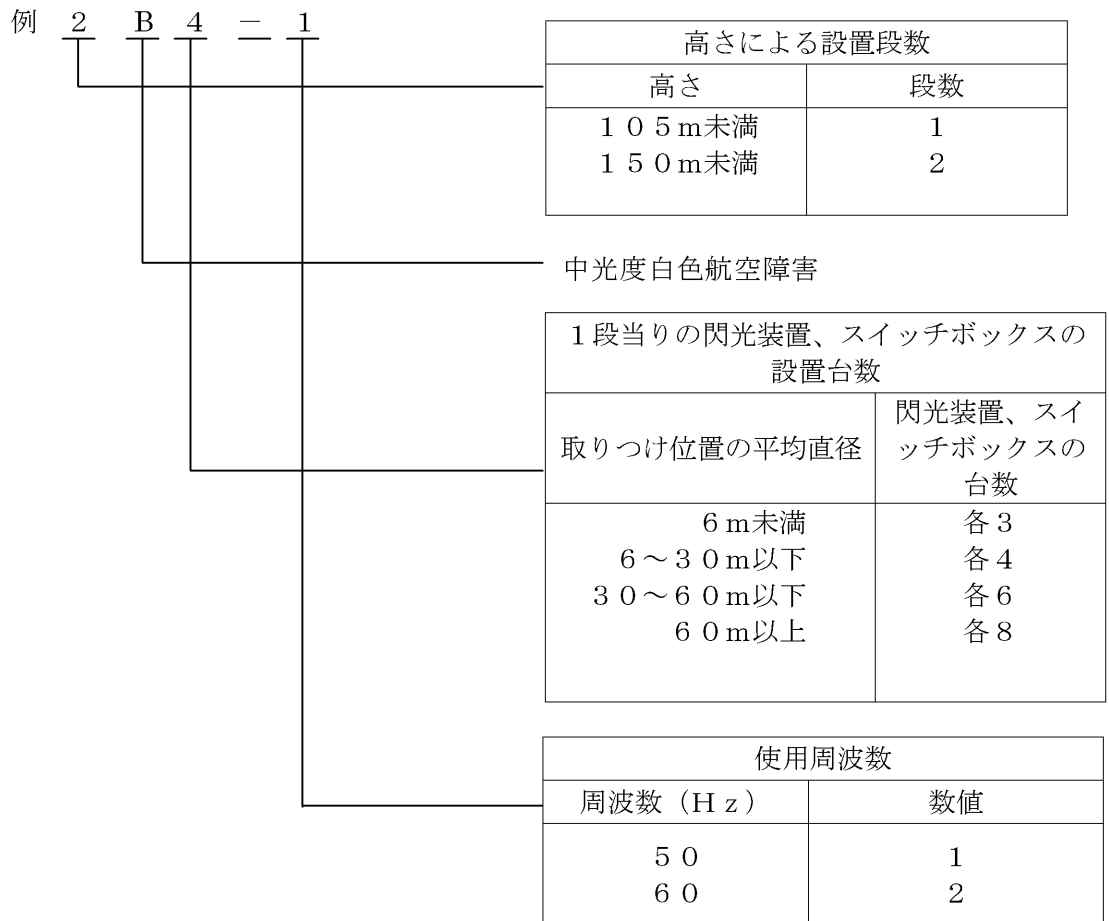 例 ２ Ｂ ４ － １
高さによる設置段数
高さ 段数
１０５ｍ未満 １
１５０ｍ未満 ２
中光度白色航空障害
１段当りの閃光装置、スイッチボックスの
設置台数
取りつけ位置の平均直径
閃光装置、スイ
ッチボックスの
台数
６ｍ未満 各３
６～３０ｍ以下 各４
３０～６０ｍ以下 各６
６０ｍ以上 各８
使用周波数
周波数（Ｈｚ） 数値
５０ １
６０ ２